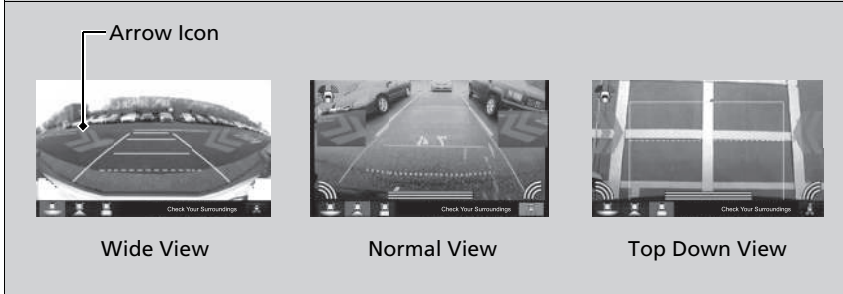 Arrow Icon
Check Your Surroundings
Check Your Surroundings
Check Your Surroundings
Wide View
Normal View
Top Down View